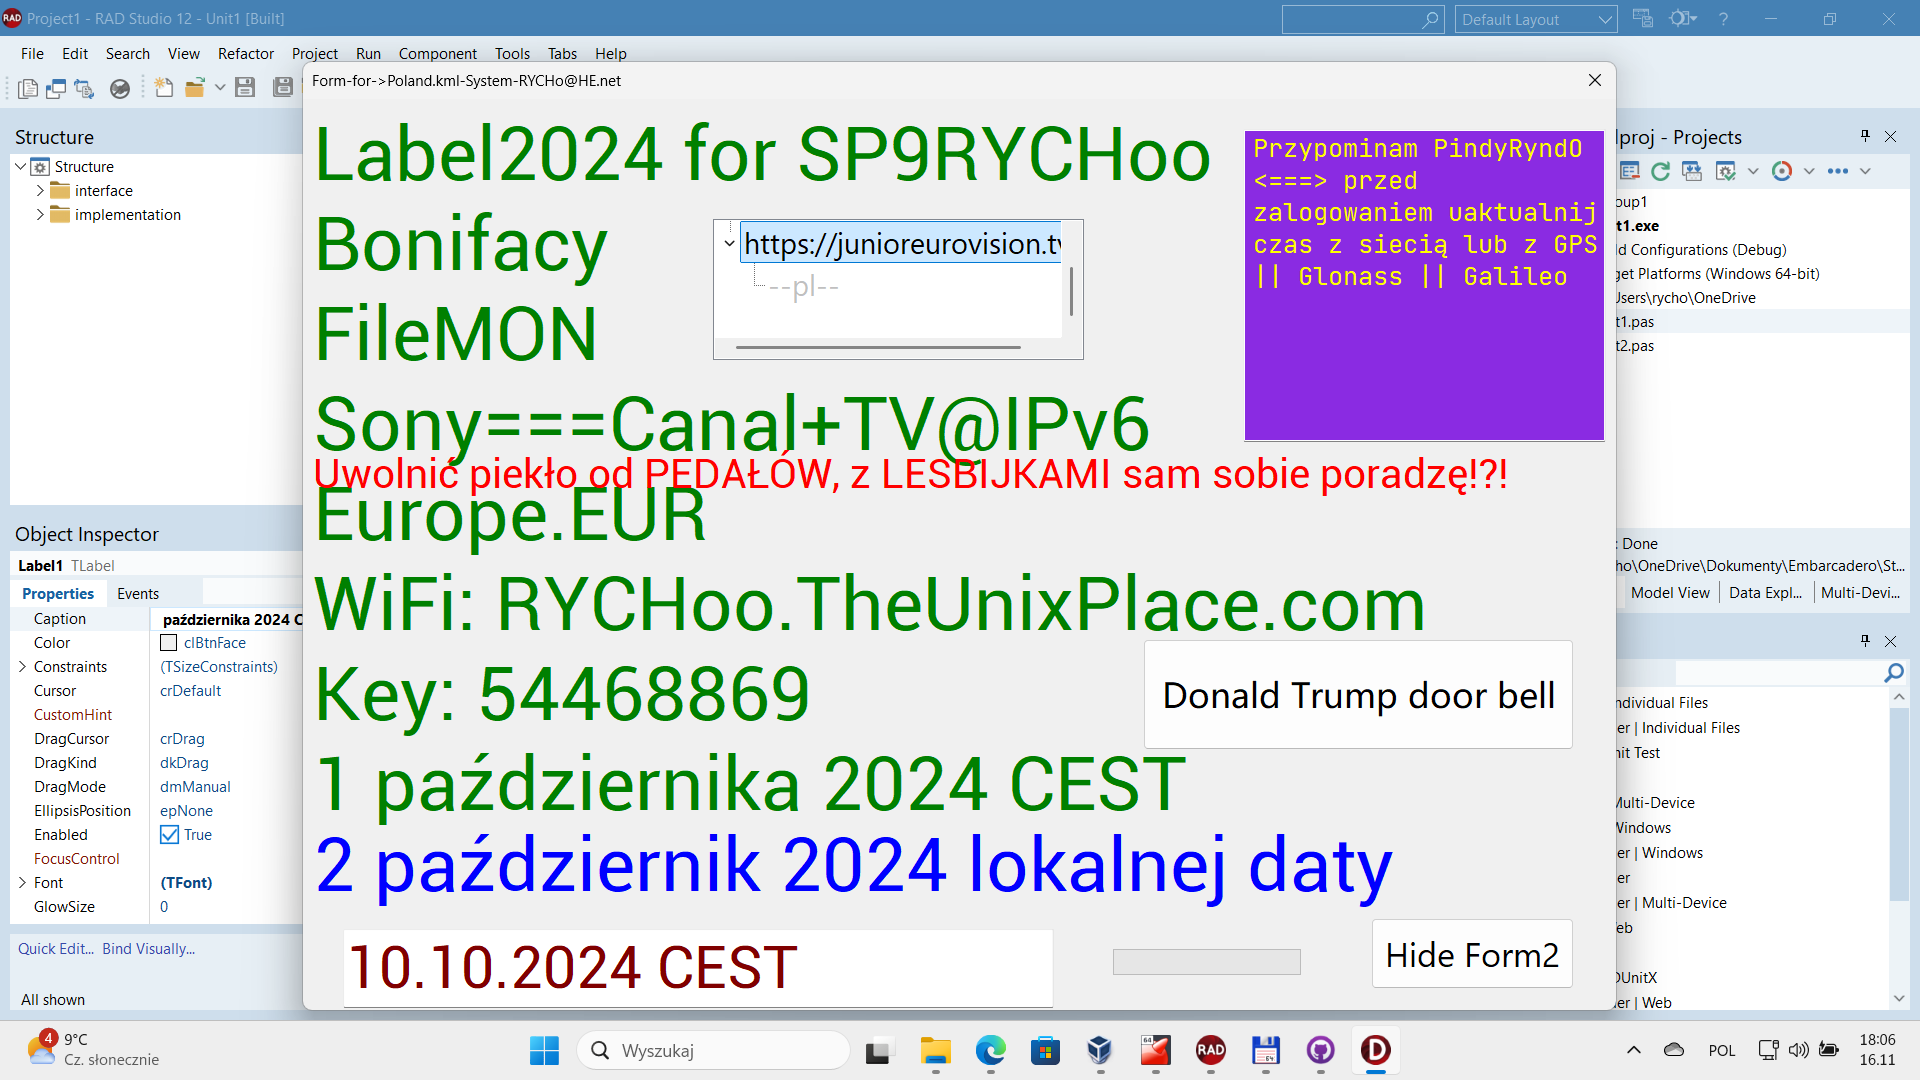 Project1 - RAD Studio 12 - Unit1 [Built]
Default Layout
?
File Edit Search View Refactor Project Run Component Tools Tabs Help
Form-for->Poland.kml-System-RYCHo@HE.net
Structure
Structure
interface
implementation
Label2024 for SP9RYCHoo
Bonifacy
FileMON
Sony===Canal+TV@IPv6
Uwolnić piekło od PEDAŁÓW, z LESBIJKAMI sam sobie poradzę!?!
Europe.EUR
WiFi: RYCHoo.TheUnixPlace.com
Key: 54468869
1 października 2024 CEST
2 październik 2024 lokalnej daty
10.10.2024 CEST
https://junioreurovision.tv
--pl--
Przypominam PindyRyndO
<===> przed
zalogowaniem uaktualnij
czas z siecią lub z GPS
|| Glonass || Galileo
Donald Trump door bell
Hide Form2
Object Inspector
Label1 TLabel
Properties Events
Caption października 2024 C
Color clBtnFace
Constraints (TSizeConstraints)
Cursor crDefault
CustomHint
DragCursor crDrag
DragKind dkDrag
DragMode dmManual
EllipsisPosition epNone
Enabled True
FocusControl
Font (TFont)
GlowSize 0
Quick Edit... Bind Visually...
All shown
lproj - Projects
oup1
t1.exe
ld Configurations (Debug)
get Platforms (Windows 64-bit)
Users\rycho\OneDrive
t1.pas
t2.pas
: Done
ho\OneDrive\Dokumenty\Embarcadero\St...
Model View Data Expl... Multi-Devi...
ndividual Files
er | Individual Files
nit Test
Multi-Device
Windows
er | Windows
er
er | Multi-Device
eb
DUnitX
er | Web
4
9°C
Cz. słonecznie
Wyszukaj
64
RAD
64
D
POL
18:06
16.11